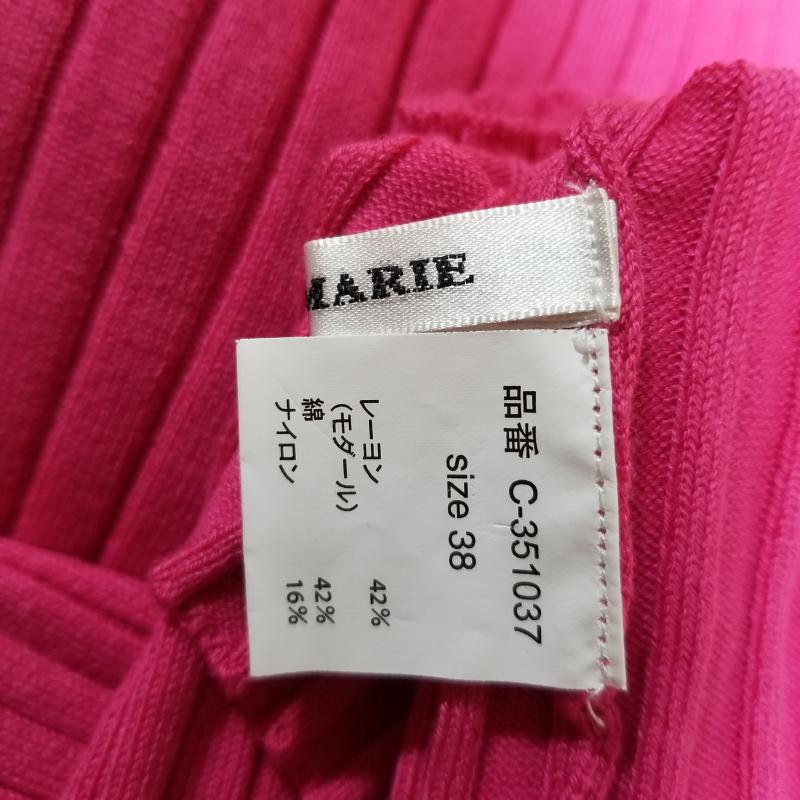 MARIE
品番 C-351037
size 38
レーヨン 42%
(モダール)
綿 42%
ナイロン 16%